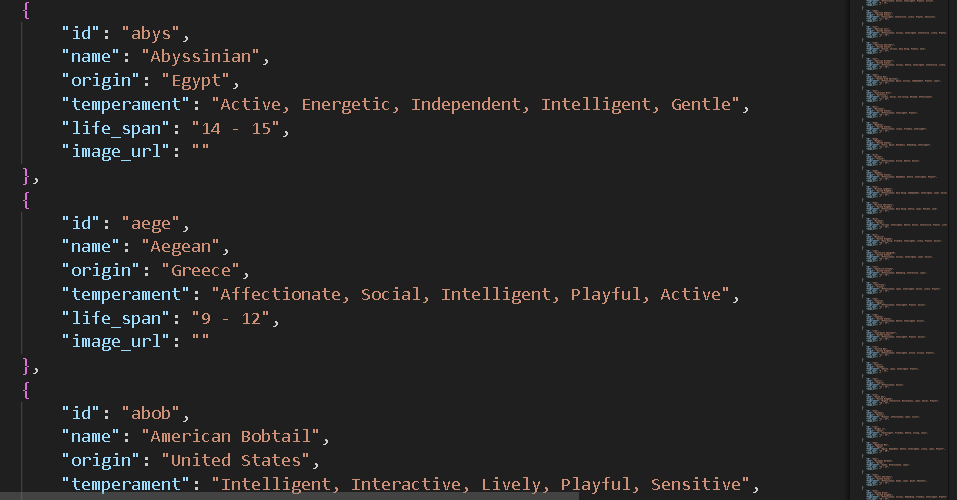 {
"id": "abys",
"name": "Abyssinian",
"origin": "Egypt",
"temperament": "Active, Energetic, Independent, Intelligent, Gentle",
"life_span": "14 - 15",
"image_url": ""
},
{
"id": "aege",
"name": "Aegean",
"origin": "Greece",
"temperament": "Affectionate, Social, Intelligent, Playful, Active",
"life_span": "9 - 12",
"image_url": ""
},
{
"id": "abob",
"name": "American Bobtail",
"origin": "United States",
"temperament": "Intelligent, Interactive, Lively, Playful, Sensitive",